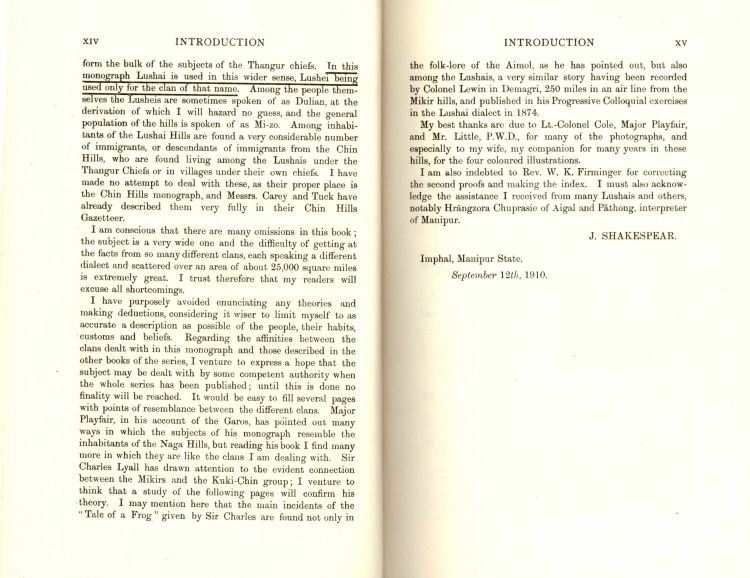 XIV INTRODUCTION
form the bulk of the subjects of the Thangur chiefs. In this
monograph Lushai is used in this wider sense, Lushei being
used only for the clan of that name. Among the people them-
selves the Lusheis are sometimes spoken of as Dulian, at the
derivation of which I will hazard no guess, and the general
population of the hills is spoken of as Mi-zo. Among inhabi-
tants of the Lushai Hills are found a very considerable number
of immigrants, or descendants of immigrants from the Chin
Hills, who are found living among the Lushais under the
Thangur Chiefs or in villages under their own chiefs. I have
made no attempt to deal with these, as their proper place is
the Chin Hills monograph, and Messrs. Carey and Tuck have
already described them very fully in their Chin Hills
Gazetteer.
I am conscious that there are many omissions in this book ;
the subject is a very wide one and the difficulty of getting at
the facts from so many different clans, each speaking a different
dialect and scattered over an area of about 25,000 square miles
is extremely great. I trust therefore that my readers will
excuse all shortcomings.
I have purposely avoided enunciating any theories and
making deductions, considering it wiser to limit myself to as
accurate a description as possible of the people, their habits,
customs and beliefs. Regarding the affinities between the
clans dealt with in this monograph and those described in the
other books of the series, I venture to express a hope that the
subject may be dealt with by some competent authority when
the whole series has been published ; until this is done no
finality will be reached. It would be easy to fill several pages
with points of resemblance between the different clans. Major
Playfair, in his account of the Garos, has pointed out many
ways in which the subjects of his monograph resemble the
inhabitants of the Naga Hills, but reading his book I find many
more in which they are like the clans I am dealing with. Sir
Charles Lyall has drawn attention to the evident connection
between the Mikirs and the Kuki-Chin group ; I venture to
think that a study of the following pages will confirm his
theory. I may mention here that the main incidents of the
“Tale of a Frog” given by Sir Charles are found not only in
INTRODUCTION XV
the folk-lore of the Aimol, as he has pointed out, but also
among the Lushais, a very similar story having been recorded
by Colonel Lewin in Demagri, 250 miles in an air line from the
Mikir hills, and published in his Progressive Colloquial exercises
in the Lushai dialect in 1874.
My best thanks are due to Lt.-Colonel Cole, Major Playfair,
and Mr. Little, P.W.D., for many of the photographs, and
especially to my wife, my companion for many years in these
hills, for the four coloured illustrations.
I am also indebted to Rev. W. K. Firminger for correcting
the second proofs and making the index. I must also acknow-
ledge the assistance I received from many Lushais and others,
notably Hrângzora Chuprasie of Aigal and Pâthong, interpreter
of Manipur.
J. SHAKESPEAR.
Imphal, Manipur State.
September 12th, 1910.